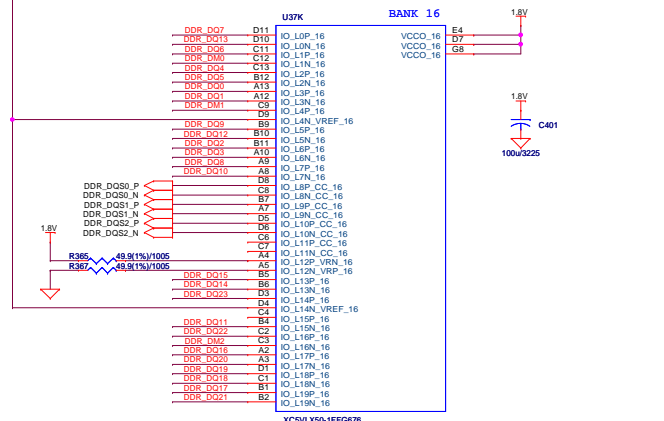 BANK 16
U37K
1.8V
DDR_DQ7 D11 IO_L0P_16 VCCO_16 E4
DDR_DQ13 D10 IO_L0N_16 VCCO_16 D7
DDR_DQ6 C11 IO_L1P_16 VCCO_16 G8
DDR_DM0 C12 IO_L1N_16
DDR_DQ4 C13 IO_L2P_16
DDR_DQ5 B12 IO_L2N_16
DDR_DQ0 A13 IO_L3P_16
DDR_DQ1 A12 IO_L3N_16 1.8V
DDR_DM1 C9 IO_L4P_16
D9 IO_L4N_VREF_16
DDR_DQ9 B9 IO_L5P_16 C401
DDR_DQ12 B10 IO_L5N_16
DDR_DQ2 B11 IO_L6P_16
DDR_DQ3 A10 IO_L6N_16 100u/3225
DDR_DQ8 A9 IO_L7P_16
DDR_DQ10 A8 IO_L7N_16
DDR_DQS0_P D8 IO_L8P_CC_16
DDR_DQS0_N C8 IO_L8N_CC_16
DDR_DQS1_P B7 IO_L9P_CC_16
DDR_DQS1_N A7 IO_L9N_CC_16
DDR_DQS2_P D5 IO_L10P_CC_16
DDR_DQS2_N D6 IO_L10N_CC_16
1.8V
C6 IO_L11P_CC_16
C7 IO_L11N_CC_16
R365 49.9(1%)/1005 A4 IO_L12P_VRN_16
R367 49.9(1%)/1005 A5 IO_L12N_VRP_16
DDR_DQ15 B5 IO_L13P_16
DDR_DQ14 B6 IO_L13N_16
DDR_DQ23 D3 IO_L14P_16
D4 IO_L14N_VREF_16
C4 IO_L15P_16
DDR_DQ11 B4 IO_L15N_16
DDR_DQ22 C2 IO_L16P_16
DDR_DM2 C3 IO_L16N_16
DDR_DQ16 A2 IO_L17P_16
DDR_DQ20 A3 IO_L17N_16
DDR_DQ19 D1 IO_L18P_16
DDR_DQ18 C1 IO_L18N_16
DDR_DQ17 B1 IO_L19P_16
DDR_DQ21 B2 IO_L19N_16
XC5VLX50-1FFG676